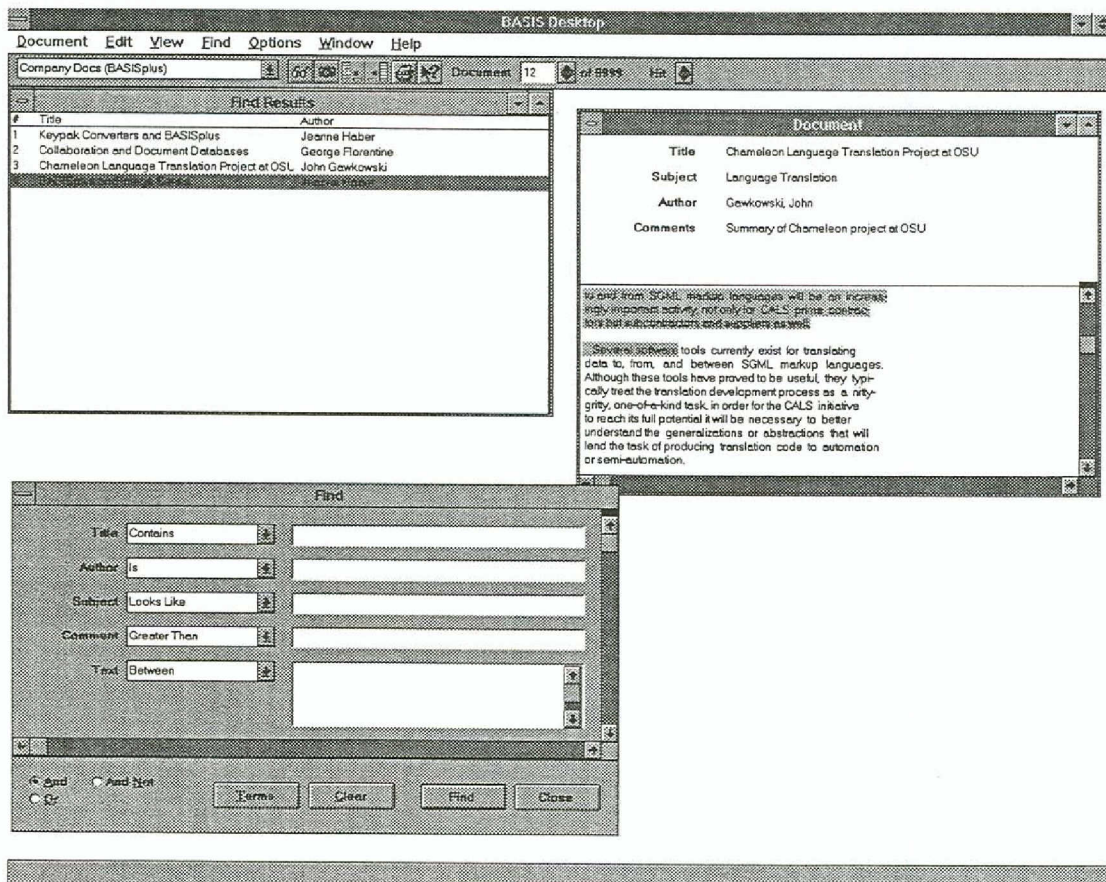 BASIS Desktop
Document Edit View Find Options Window Help
Company Docs (BASISplus) Document 12 of 9999 Hit
Find Results
# Title Author
1 Keypak Converters and BASISplus Jeanne Haber
2 Collaboration and Document Databases George Florentine
3 Chameleon Language Translation Project at OSU John Gawkowski
Document
Title Chameleon Language Translation Project at OSU
Subject Language Translation
Author Gawkowski, John
Comments Summary of Chameleon project at OSU
to and from SGML markup languages will be an increas-
ingly important activity, not only for CALS prime contrac-
tors but subcontractors and suppliers as well.
Several software tools currently exist for translating
data to, from, and between SGML markup languages.
Although these tools have proved to be useful, they typi-
cally treat the translation development process as a nitty-
gritty, one-of-a-kind task, in order for the CALS initiative
to reach its full potential it will be necessary to better
understand the generalizations or abstractions that will
lend the task of producing translation code to automation
or semi-automation.
Find
Title Contains
Author Is
Subject Looks Like
Comment Greater Than
Text Between
And And Not
Or
Terms Clear Find Close